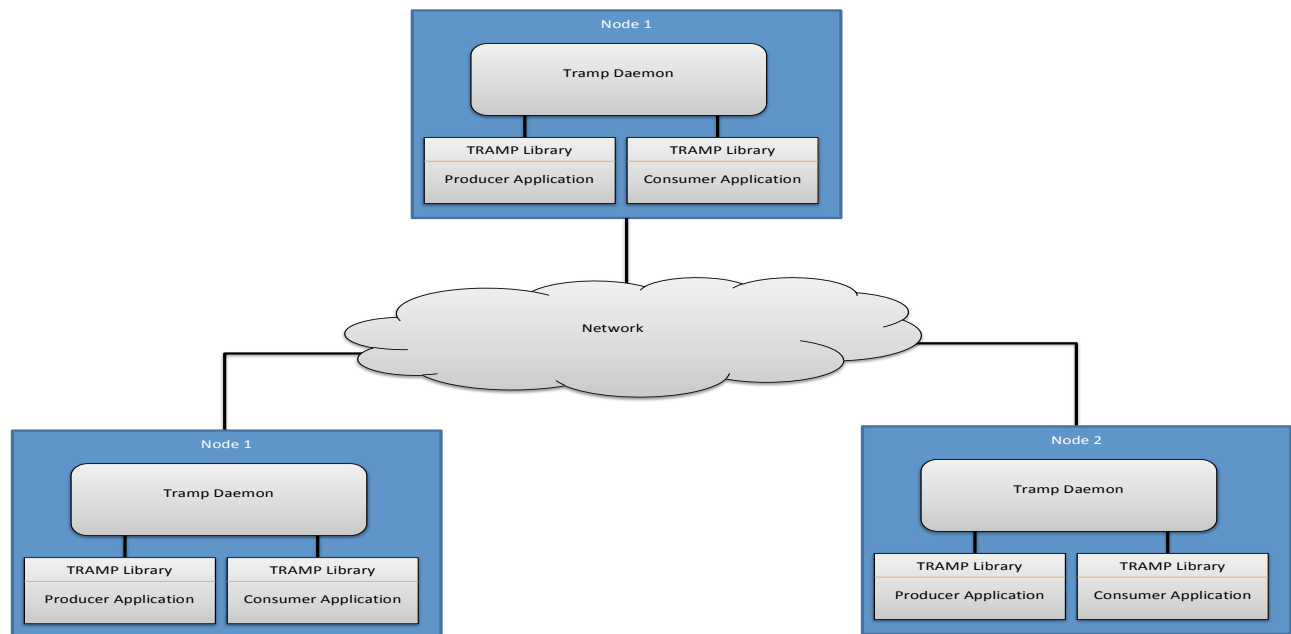 Node 1
Tramp Daemon
TRAMP Library
TRAMP Library
Producer Application
Consumer Application
Network
Node 1
Tramp Daemon
TRAMP Library
TRAMP Library
Producer Application
Consumer Application
Node 2
Tramp Daemon
TRAMP Library
TRAMP Library
Producer Application
Consumer Application